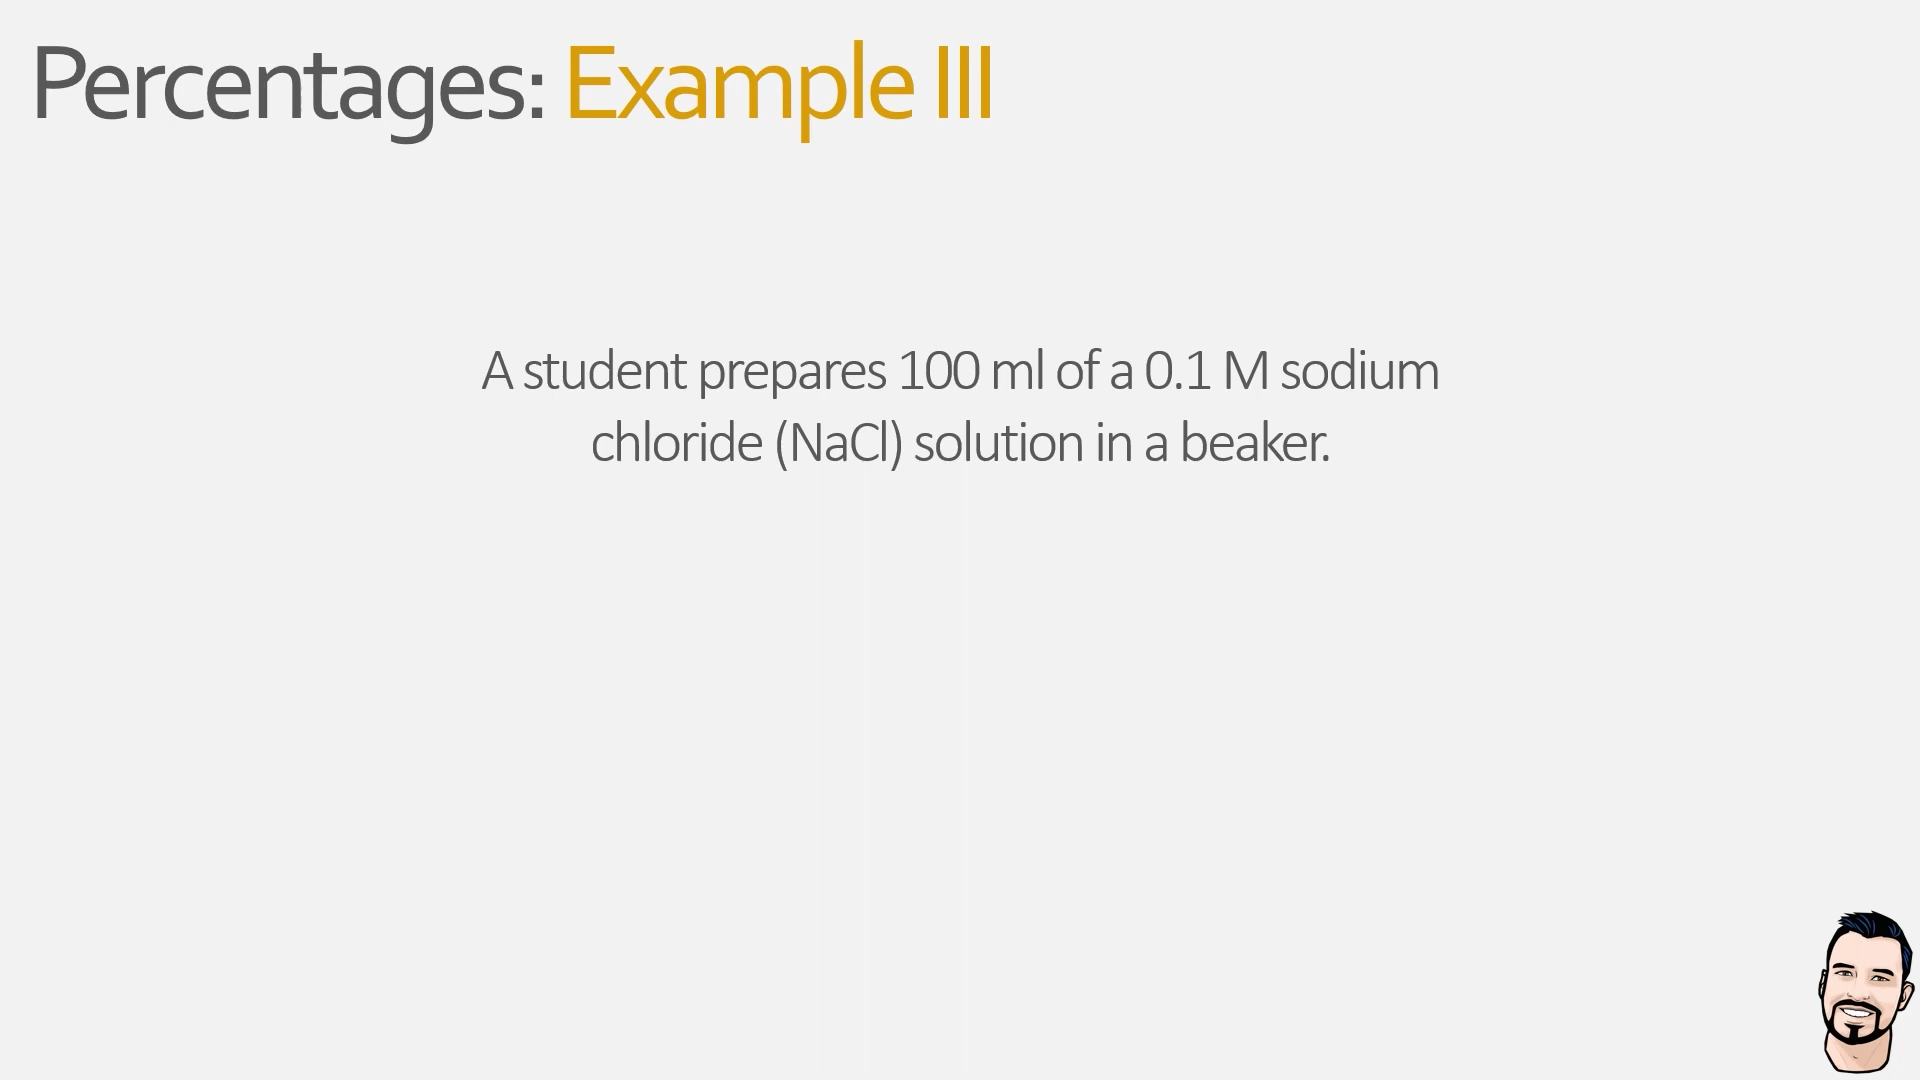 Percentages: Example III
A student prepares 100 ml of a 0.1 M sodium
chloride (NaCl) solution in a beaker.